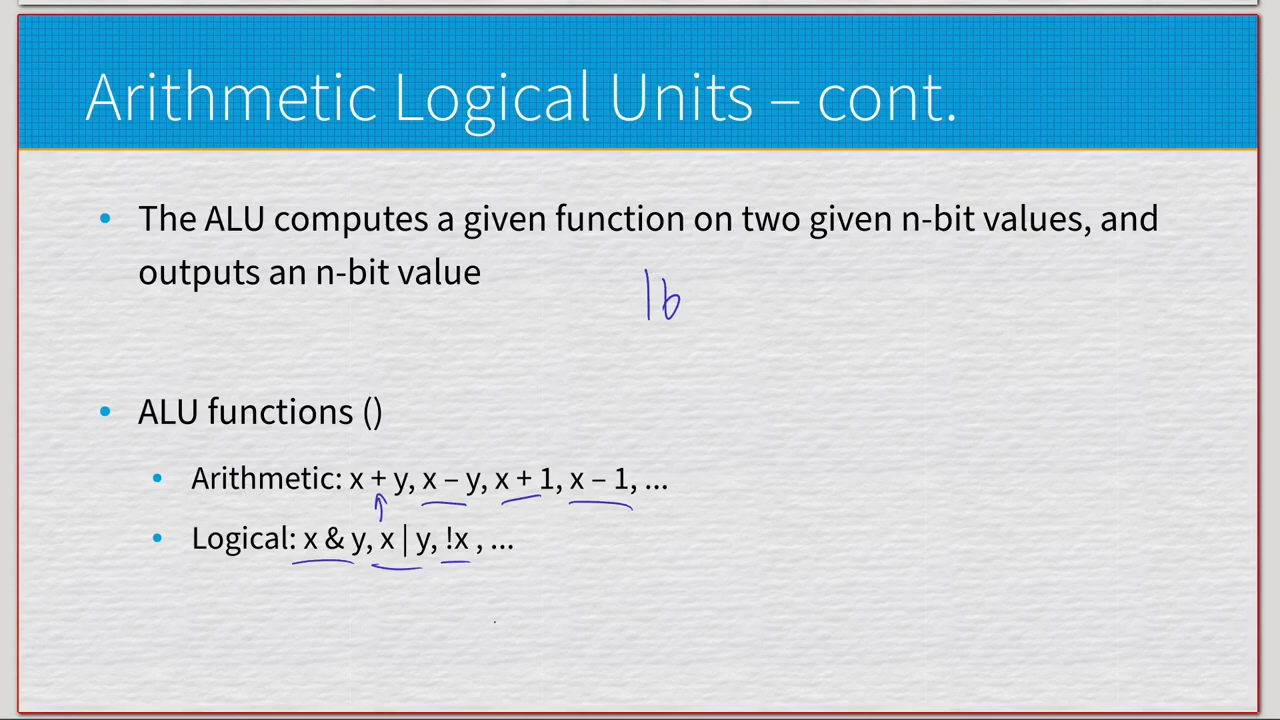 Arithmetic Logical Units – cont.
• The ALU computes a given function on two given n-bit values, and
outputs an n-bit value
16
• ALU functions ()
• Arithmetic: x + y, x – y, x + 1, x – 1, ...
• Logical: x & y, x | y, !x , ...